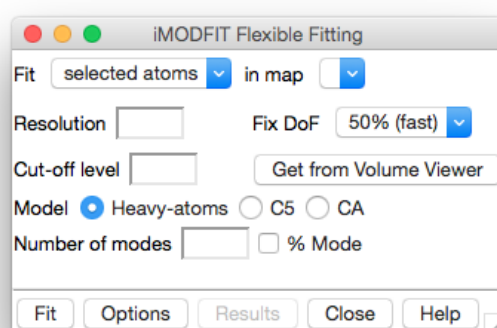 iMODFIT Flexible Fitting
Fit selected atoms in map
Resolution Fix DoF 50% (fast)
Cut-off level Get from Volume Viewer
Model Heavy-atoms C5 CA
Number of modes % Mode
Fit Options Results Close Help